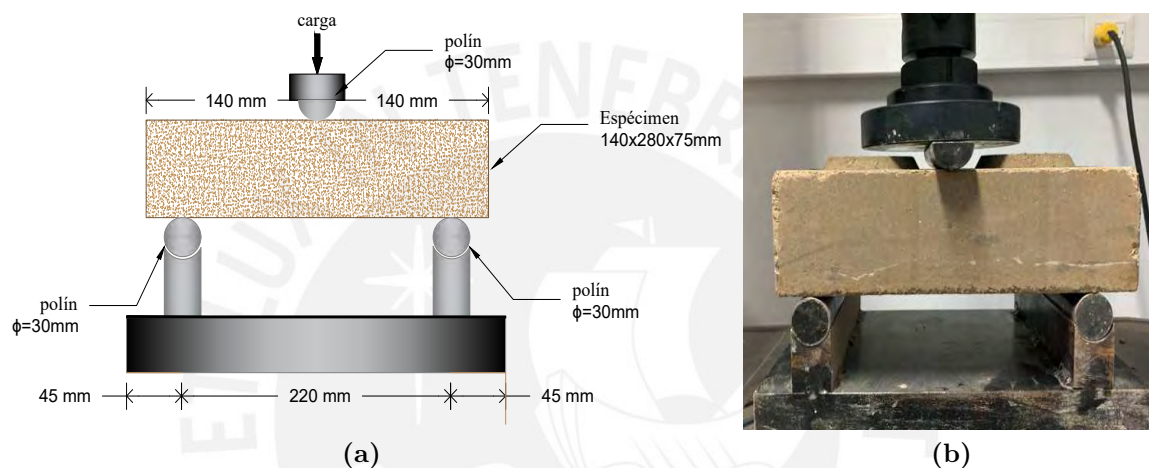 carga
polín
ϕ=30mm
140 mm
140 mm
Espécimen
140x280x75mm
polín
ϕ=30mm
polín
ϕ=30mm
45 mm
220 mm
45 mm
(a)
(b)